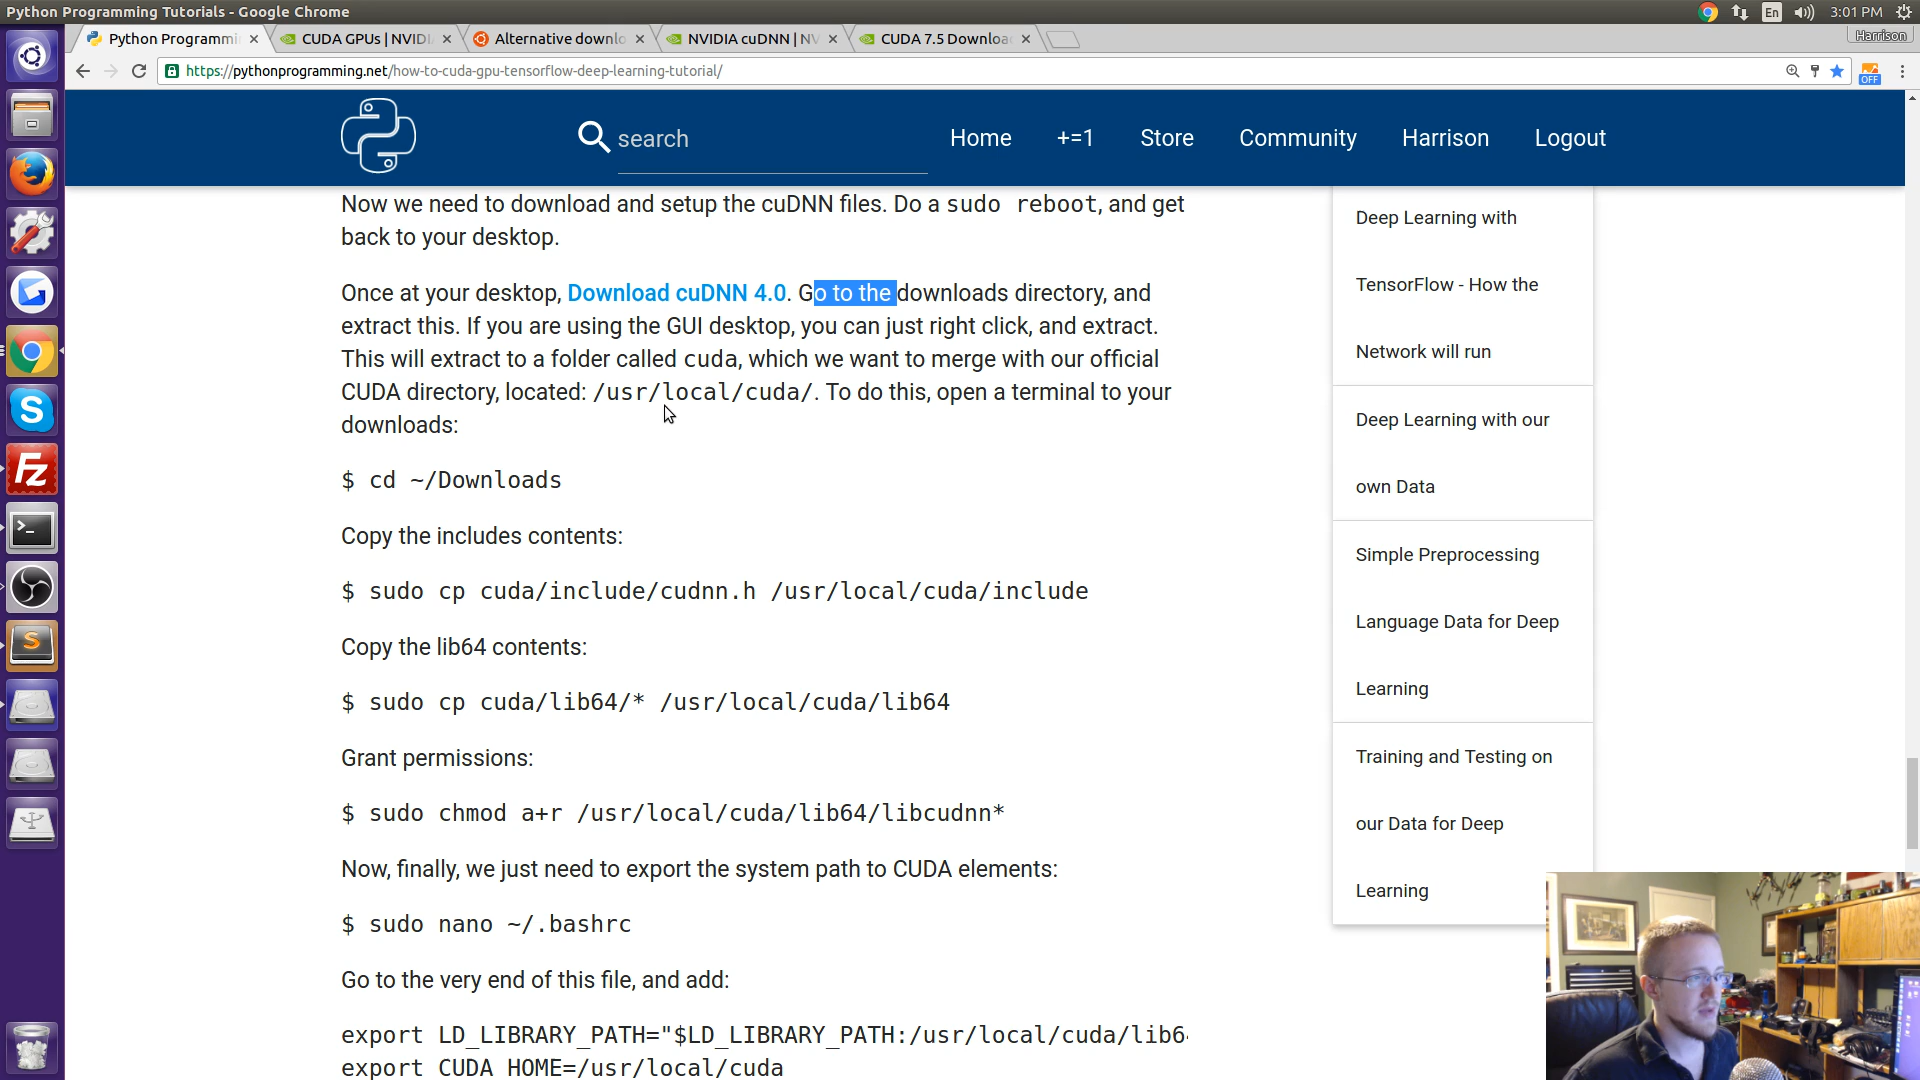 Python Programming Tutorials - Google Chrome
En
3:01 PM
Python Programmi
CUDA GPUs | NVIDI
Alternative downlo
NVIDIA cuDNN | NV
CUDA 7.5 Downloa
Harrison
https://pythonprogramming.net/how-to-cuda-gpu-tensorflow-deep-learning-tutorial/
OFF
search
Home
+=1
Store
Community
Harrison
Logout
Now we need to download and setup the cuDNN files. Do a sudo reboot, and get
back to your desktop.
Once at your desktop, Download cuDNN 4.0. Go to the downloads directory, and
extract this. If you are using the GUI desktop, you can just right click, and extract.
This will extract to a folder called cuda, which we want to merge with our official
CUDA directory, located: /usr/local/cuda/. To do this, open a terminal to your
downloads:
$ cd ~/Downloads
Copy the includes contents:
$ sudo cp cuda/include/cudnn.h /usr/local/cuda/include
Copy the lib64 contents:
$ sudo cp cuda/lib64/* /usr/local/cuda/lib64
Grant permissions:
$ sudo chmod a+r /usr/local/cuda/lib64/libcudnn*
Now, finally, we just need to export the system path to CUDA elements:
$ sudo nano ~/.bashrc
Go to the very end of this file, and add:
export LD_LIBRARY_PATH="$LD_LIBRARY_PATH:/usr/local/cuda/lib6
export CUDA_HOME=/usr/local/cuda
Deep Learning with
TensorFlow - How the
Network will run
Deep Learning with our
own Data
Simple Preprocessing
Language Data for Deep
Learning
Training and Testing on
our Data for Deep
Learning
S
Fz
>_
S